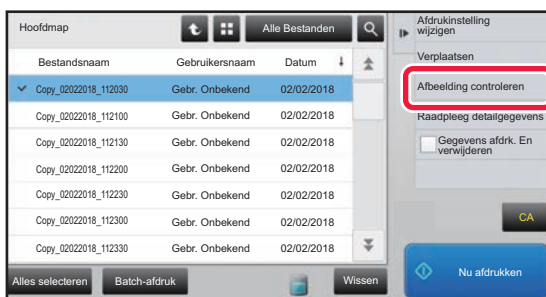 Hoofdmap
Alle Bestanden
Bestandsnaam Gebruikersnaam Datum
Copy_02022018_112030 Gebr. Onbekend 02/02/2018
Copy_02022018_112100 Gebr. Onbekend 02/02/2018
Copy_02022018_112130 Gebr. Onbekend 02/02/2018
Copy_02022018_112200 Gebr. Onbekend 02/02/2018
Copy_02022018_112230 Gebr. Onbekend 02/02/2018
Copy_02022018_112300 Gebr. Onbekend 02/02/2018
Copy_02022018_112330 Gebr. Onbekend 02/02/2018
Alles selecteren
Batch-afdruk
Wissen
Afdrukinstelling
wijzigen
Verplaatsen
Afbeelding controleren
Raadpleeg detailgegevens
Gegevens afdrk. En
verwijderen
CA
Nu afdrukken